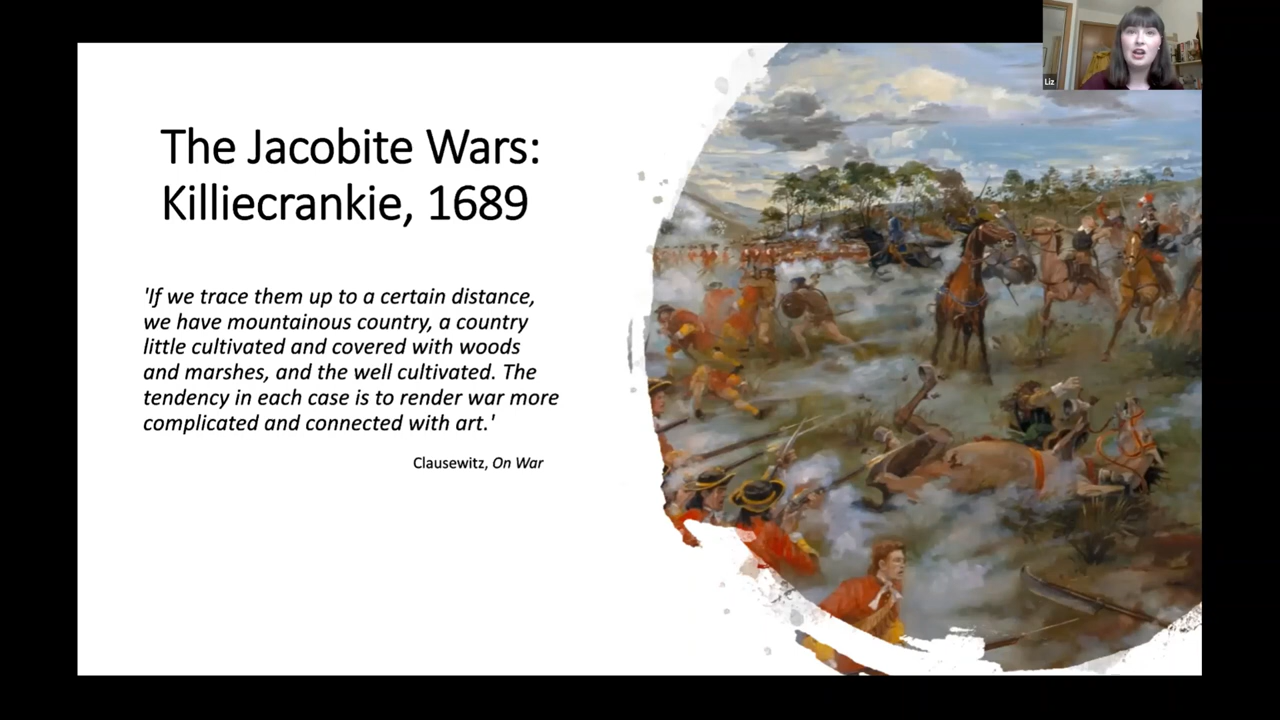 The Jacobite Wars:
Killiecrankie, 1689
'If we trace them up to a certain distance,
we have mountainous country, a country
little cultivated and covered with woods
and marshes, and the well cultivated. The
tendency in each case is to render war more
complicated and connected with art.'
Clausewitz, On War
Liz